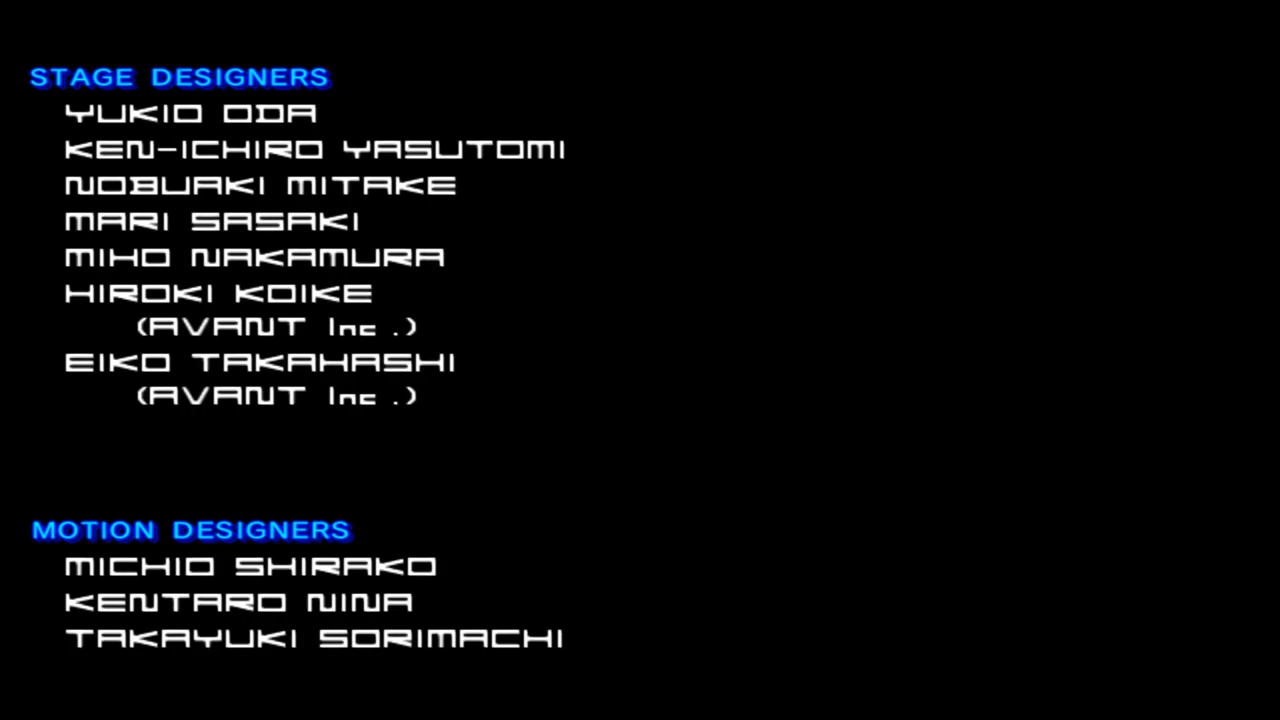 STAGE DESIGNERS
YUKIO ODA
KEN-ICHIRO YASUTOMI
NOBUAKI MITAKE
MARI SASAKI
MIHO NAKAMURA
HIROKI KOIKE
(AVANT Inc.)
EIKO TAKAHASHI
(AVANT Inc.)
MOTION DESIGNERS
MICHIO SHIRAKO
KENTARO NINA
TAKAYUKI SORIMACHI